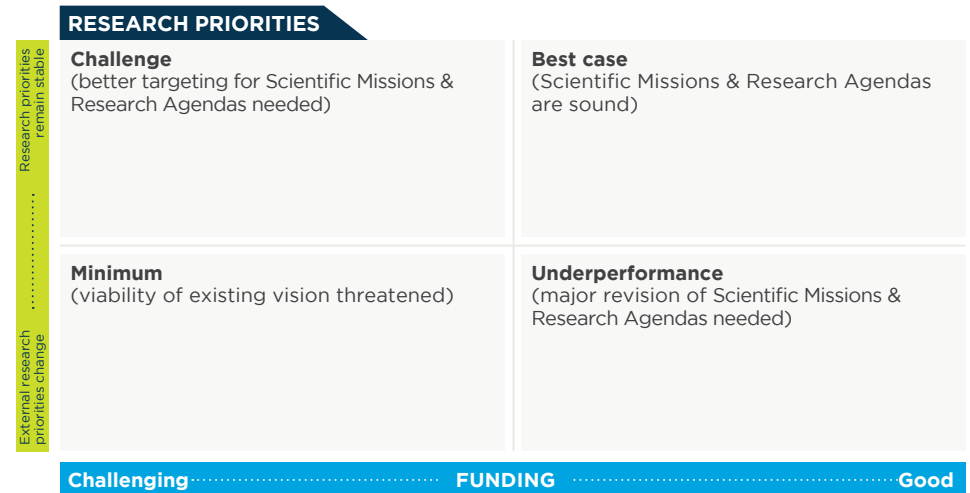 RESEARCH PRIORITIES
Research priorities
remain stable
External research
priorities change
Challenge
(better targeting for Scientific Missions &
Research Agendas needed)
Best case
(Scientific Missions & Research Agendas
are sound)
Minimum
(viability of existing vision threatened)
Underperformance
(major revision of Scientific Missions &
Research Agendas needed)
Challenging FUNDING Good